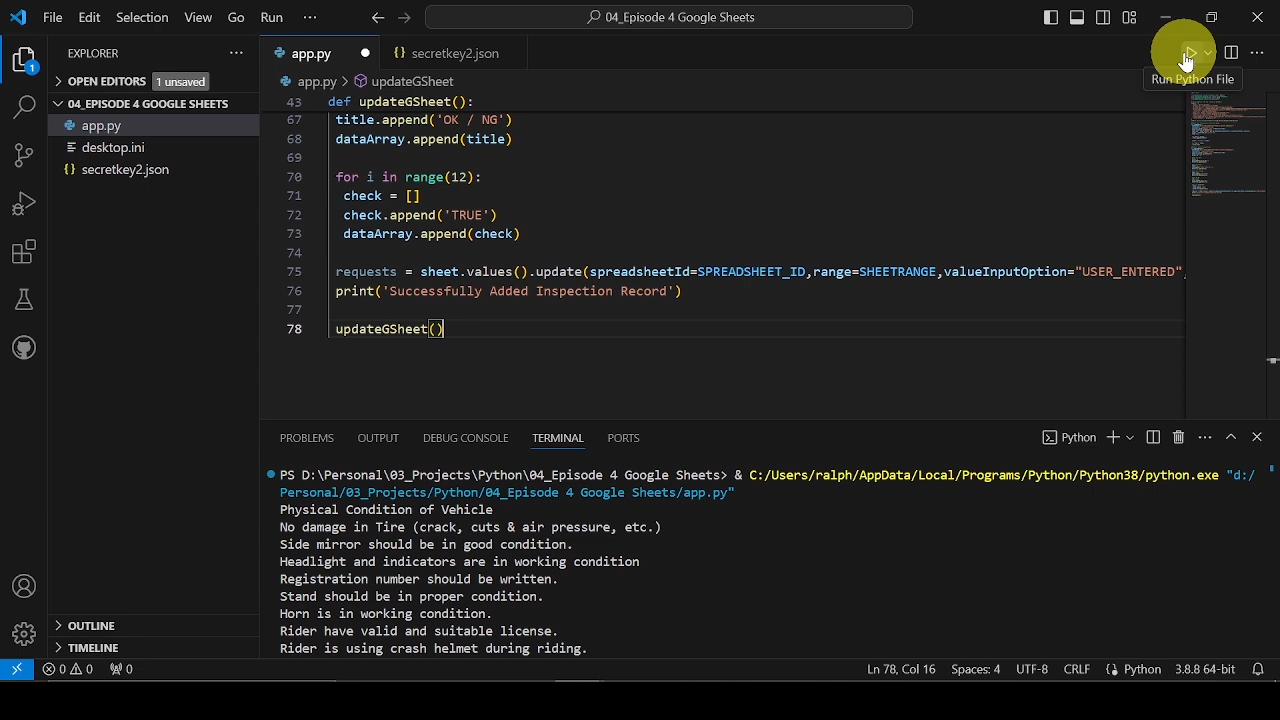 File Edit Selection View Go Run ··· 04_Episode 4 Google Sheets
EXPLORER ···
app.py
{} secretkey2.json
Run Python File
OPEN EDITORS 1 unsaved
app.py > updateGSheet
04_EPISODE 4 GOOGLE SHEETS
app.py
desktop.ini
{} secretkey2.json
1
43 def updateGSheet():
67 title.append('OK / NG')
68 dataArray.append(title)
69
70 for i in range(12):
71 check = []
72 check.append('TRUE')
73 dataArray.append(check)
74
75 requests = sheet.values().update(spreadsheetId=SPREADSHEET_ID,range=SHEETRANGE,valueInputOption="USER_ENTERED",
76 print('Successfully Added Inspection Record')
77
78 updateGSheet()
PROBLEMS OUTPUT DEBUG CONSOLE TERMINAL PORTS Python
PS D:\Personal\03_Projects\Python\04_Episode 4 Google Sheets> & C:/Users/ralph/AppData/Local/Programs/Python/Python38/python.exe "d:/
Personal/03_Projects/Python/04_Episode 4 Google Sheets/app.py"
Physical Condition of Vehicle
No damage in Tire (crack, cuts & air pressure, etc.)
Side mirror should be in good condition.
Headlight and indicators are in working condition
Registration number should be written.
Stand should be in proper condition.
Horn is in working condition.
Rider have valid and suitable license.
Rider is using crash helmet during riding.
OUTLINE
TIMELINE
0 0 0 Ln 78, Col 16 Spaces: 4 UTF-8 CRLF {} Python 3.8.8 64-bit